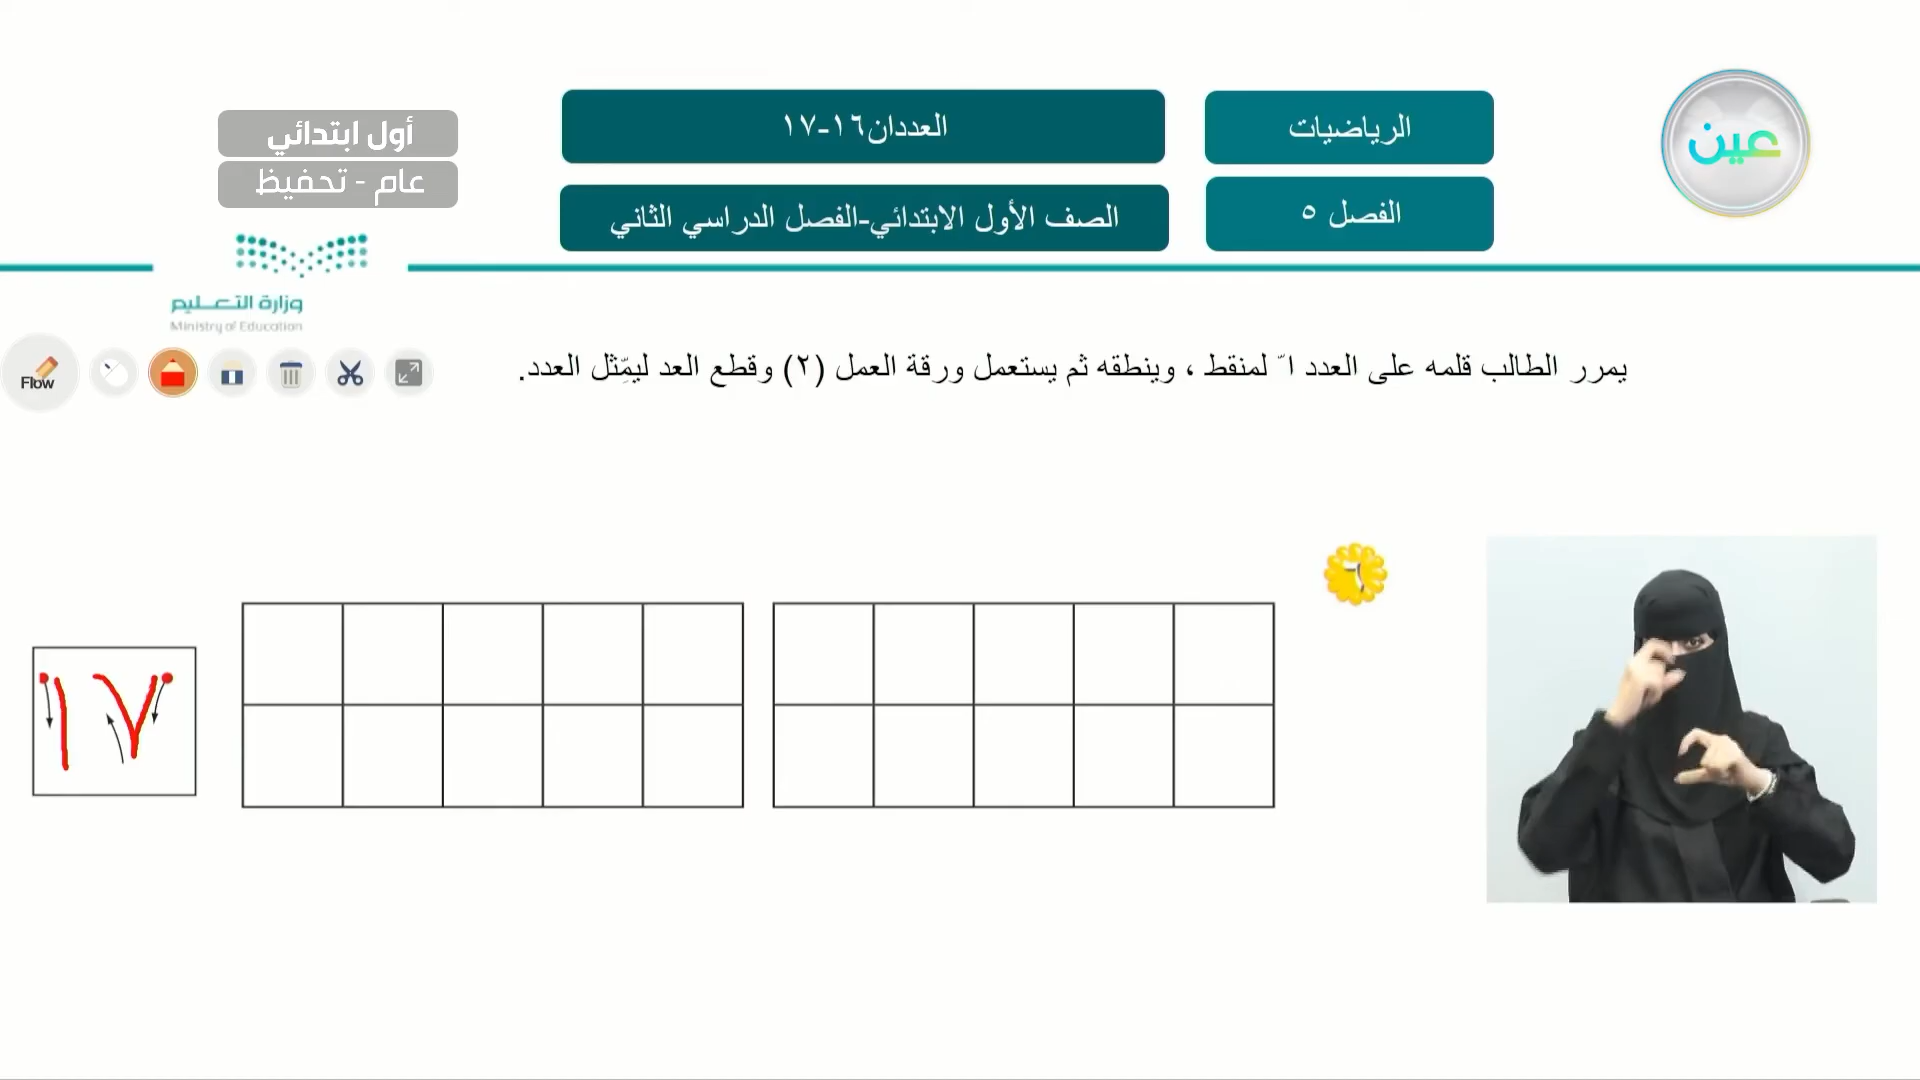 عين
الرياضيات
العددان١٦-١٧
أول ابتدائي
عام - تحفيظ
الفصل ٥
الصف الأول الابتدائي-الفصل الدراسي الثاني
وزارة التعليم
Ministry of Education
يمرر الطالب قلمه على العدد اّ لمنقط ، وينطقه ثم يستعمل ورقة العمل (٢) وقطع العد ليمّثل العدد.
Flow
٦
١٧